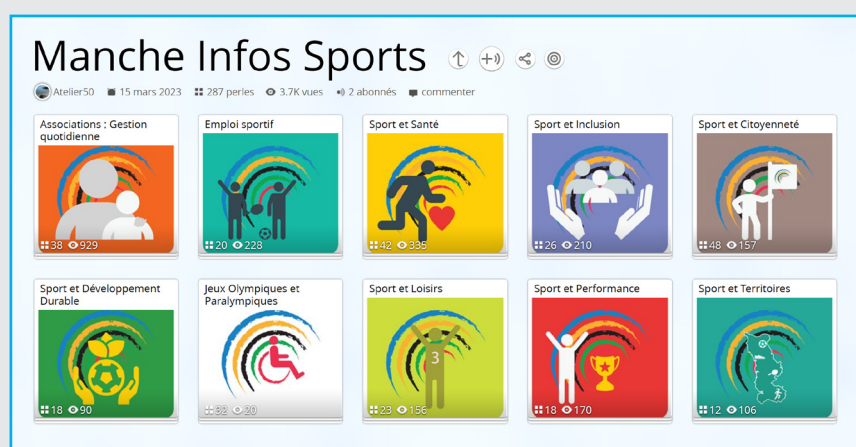 Manche Infos Sports
Atelier50 15 mars 2023 287 perles 3.7K vues 2 abonnés commenter
Associations : Gestion
quotidienne
38 929
Emploi sportif
20 228
Sport et Santé
42 335
Sport et Inclusion
26 210
Sport et Citoyenneté
48 157
Sport et Développement
Durable
18 90
Jeux Olympiques et
Paralympiques
32 20
Sport et Loisirs
3
23 156
Sport et Performance
18 170
Sport et Territoires
12 106